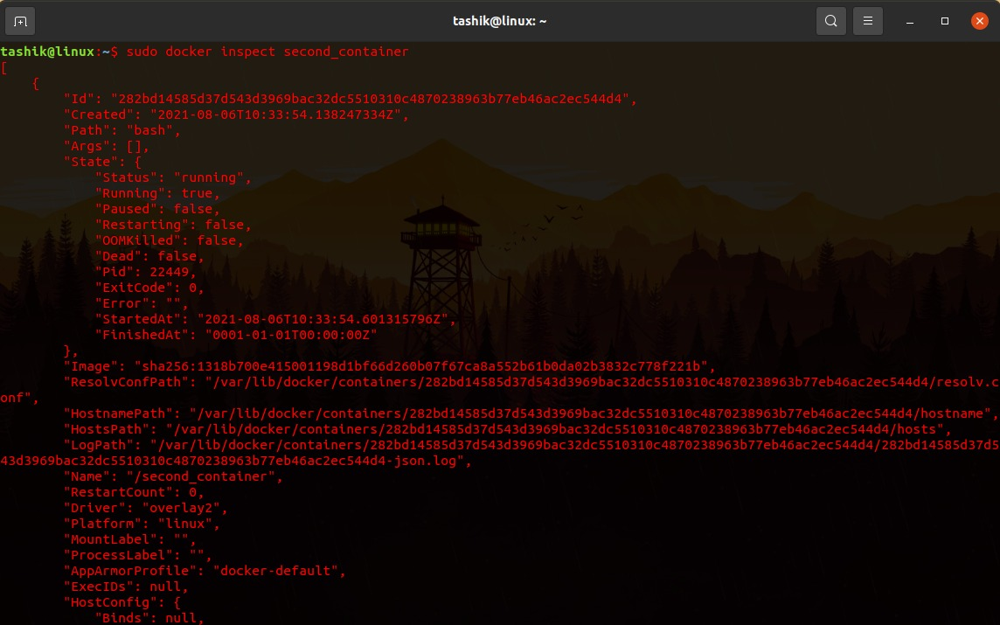 tashik@linux: ~
tashik@linux:~$ sudo docker inspect second_container
[
    {
        "Id": "282bd14585d37d543d3969bac32dc5510310c4870238963b77eb46ac2ec544d4",
        "Created": "2021-08-06T10:33:54.138247334Z",
        "Path": "bash",
        "Args": [],
        "State": {
            "Status": "running",
            "Running": true,
            "Paused": false,
            "Restarting": false,
            "OOMKilled": false,
            "Dead": false,
            "Pid": 22449,
            "ExitCode": 0,
            "Error": "",
            "StartedAt": "2021-08-06T10:33:54.601315796Z",
            "FinishedAt": "0001-01-01T00:00:00Z"
        },
        "Image": "sha256:1318b700e415001198d1bf66d260b07f67ca8a552b61b0da02b3832c778f221b",
        "ResolvConfPath": "/var/lib/docker/containers/282bd14585d37d543d3969bac32dc5510310c4870238963b77eb46ac2ec544d4/resolv.c
onf",
        "HostnamePath": "/var/lib/docker/containers/282bd14585d37d543d3969bac32dc5510310c4870238963b77eb46ac2ec544d4/hostname",
        "HostsPath": "/var/lib/docker/containers/282bd14585d37d543d3969bac32dc5510310c4870238963b77eb46ac2ec544d4/hosts",
        "LogPath": "/var/lib/docker/containers/282bd14585d37d543d3969bac32dc5510310c4870238963b77eb46ac2ec544d4/282bd14585d37d5
43d3969bac32dc5510310c4870238963b77eb46ac2ec544d4-json.log",
        "Name": "/second_container",
        "RestartCount": 0,
        "Driver": "overlay2",
        "Platform": "linux",
        "MountLabel": "",
        "ProcessLabel": "",
        "AppArmorProfile": "docker-default",
        "ExecIDs": null,
        "HostConfig": {
            "Binds": null,